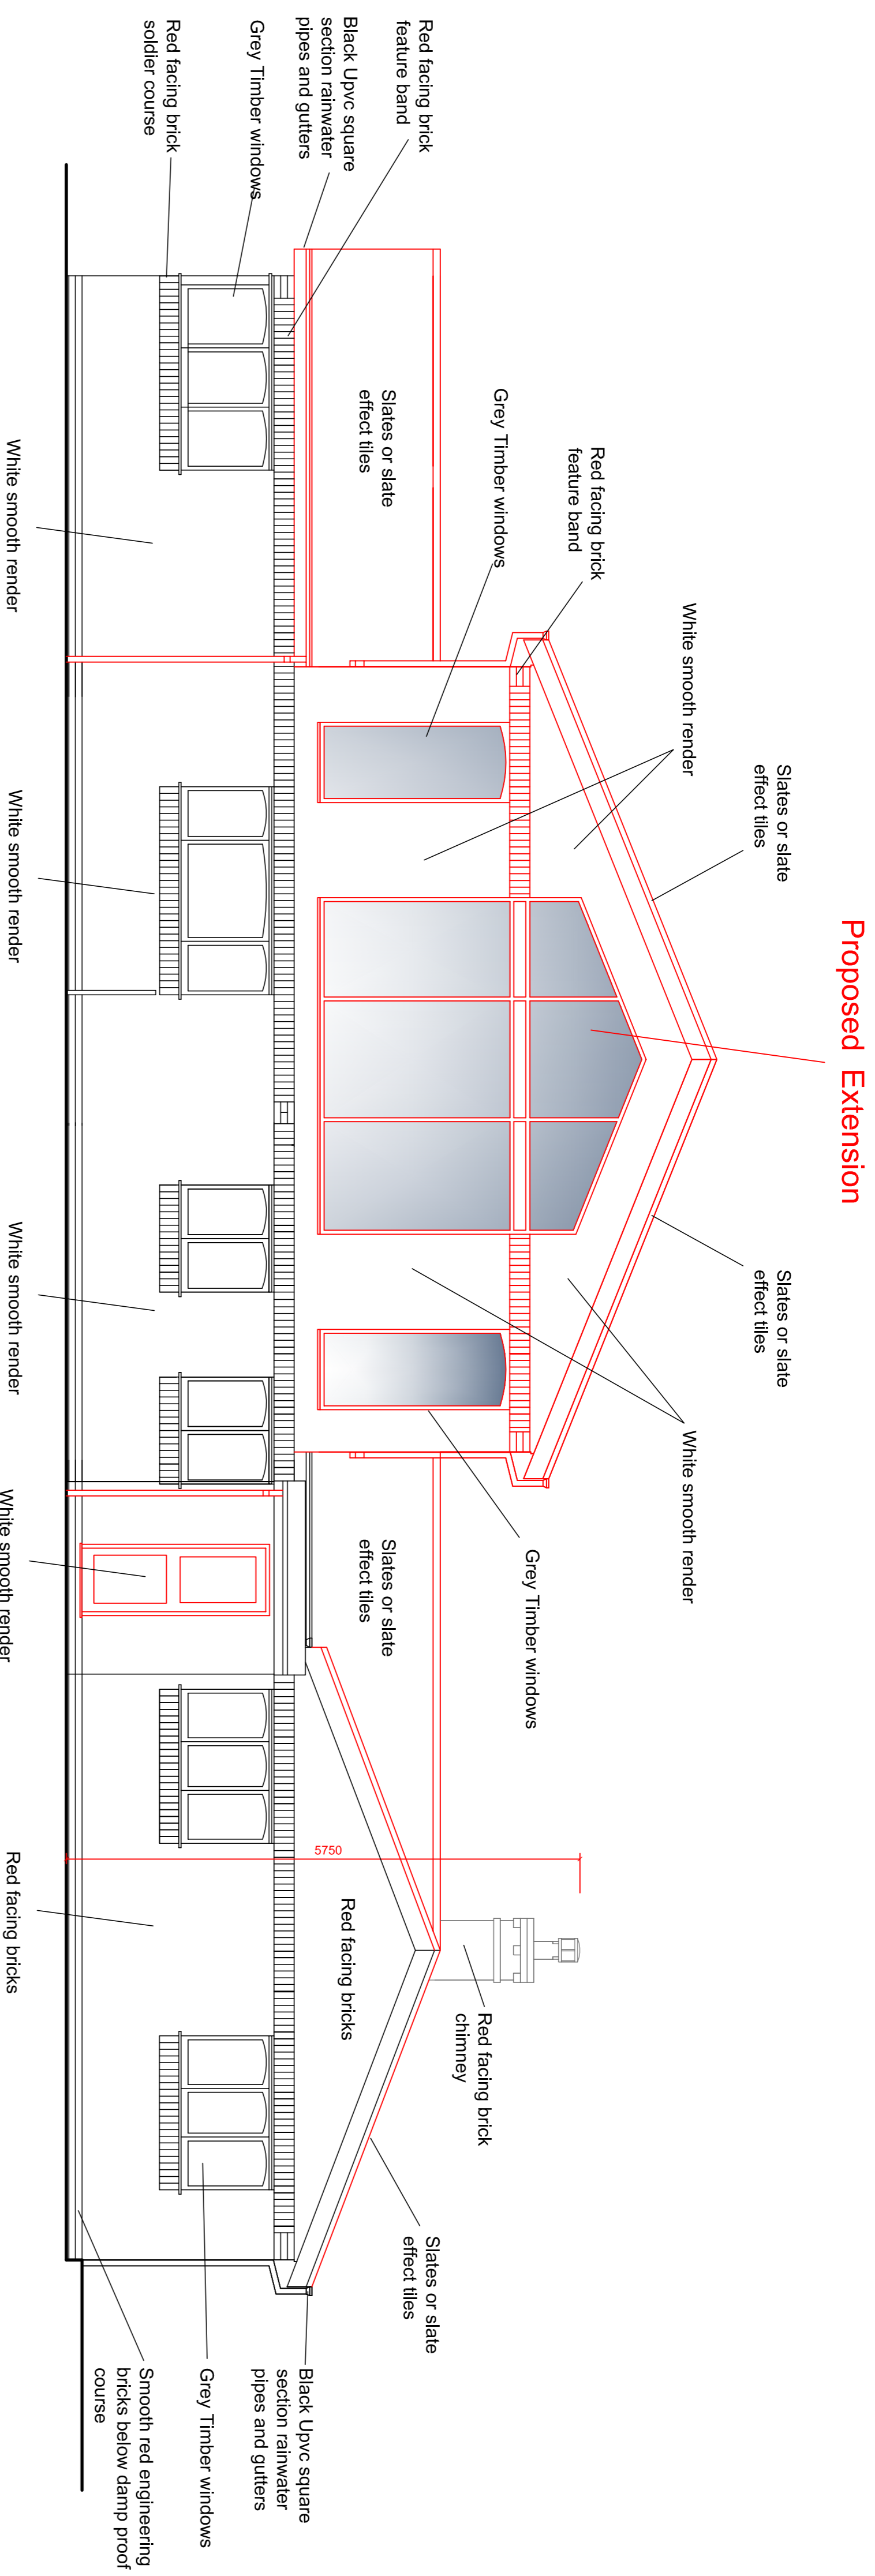 Proposed Extension
Slates or slate
effect tiles
Slates or slate
effect tiles
White smooth render
White smooth render
Red facing brick
feature band
Grey Timber windows
Grey Timber windows
Red facing brick
feature band
Black Upvc square
section rainwater
pipes and gutters
Grey Timber windows
Red facing brick
soldier course
Slates or slate
effect tiles
Slates or slate
effect tiles
5750
Red facing bricks
Red facing brick
chimney
Slates or slate
effect tiles
Black Upvc square
section rainwater
pipes and gutters
Grey Timber windows
Smooth red engineering
bricks below damp proof
course
White smooth render
White smooth render
White smooth render
White smooth render
Red facing bricks